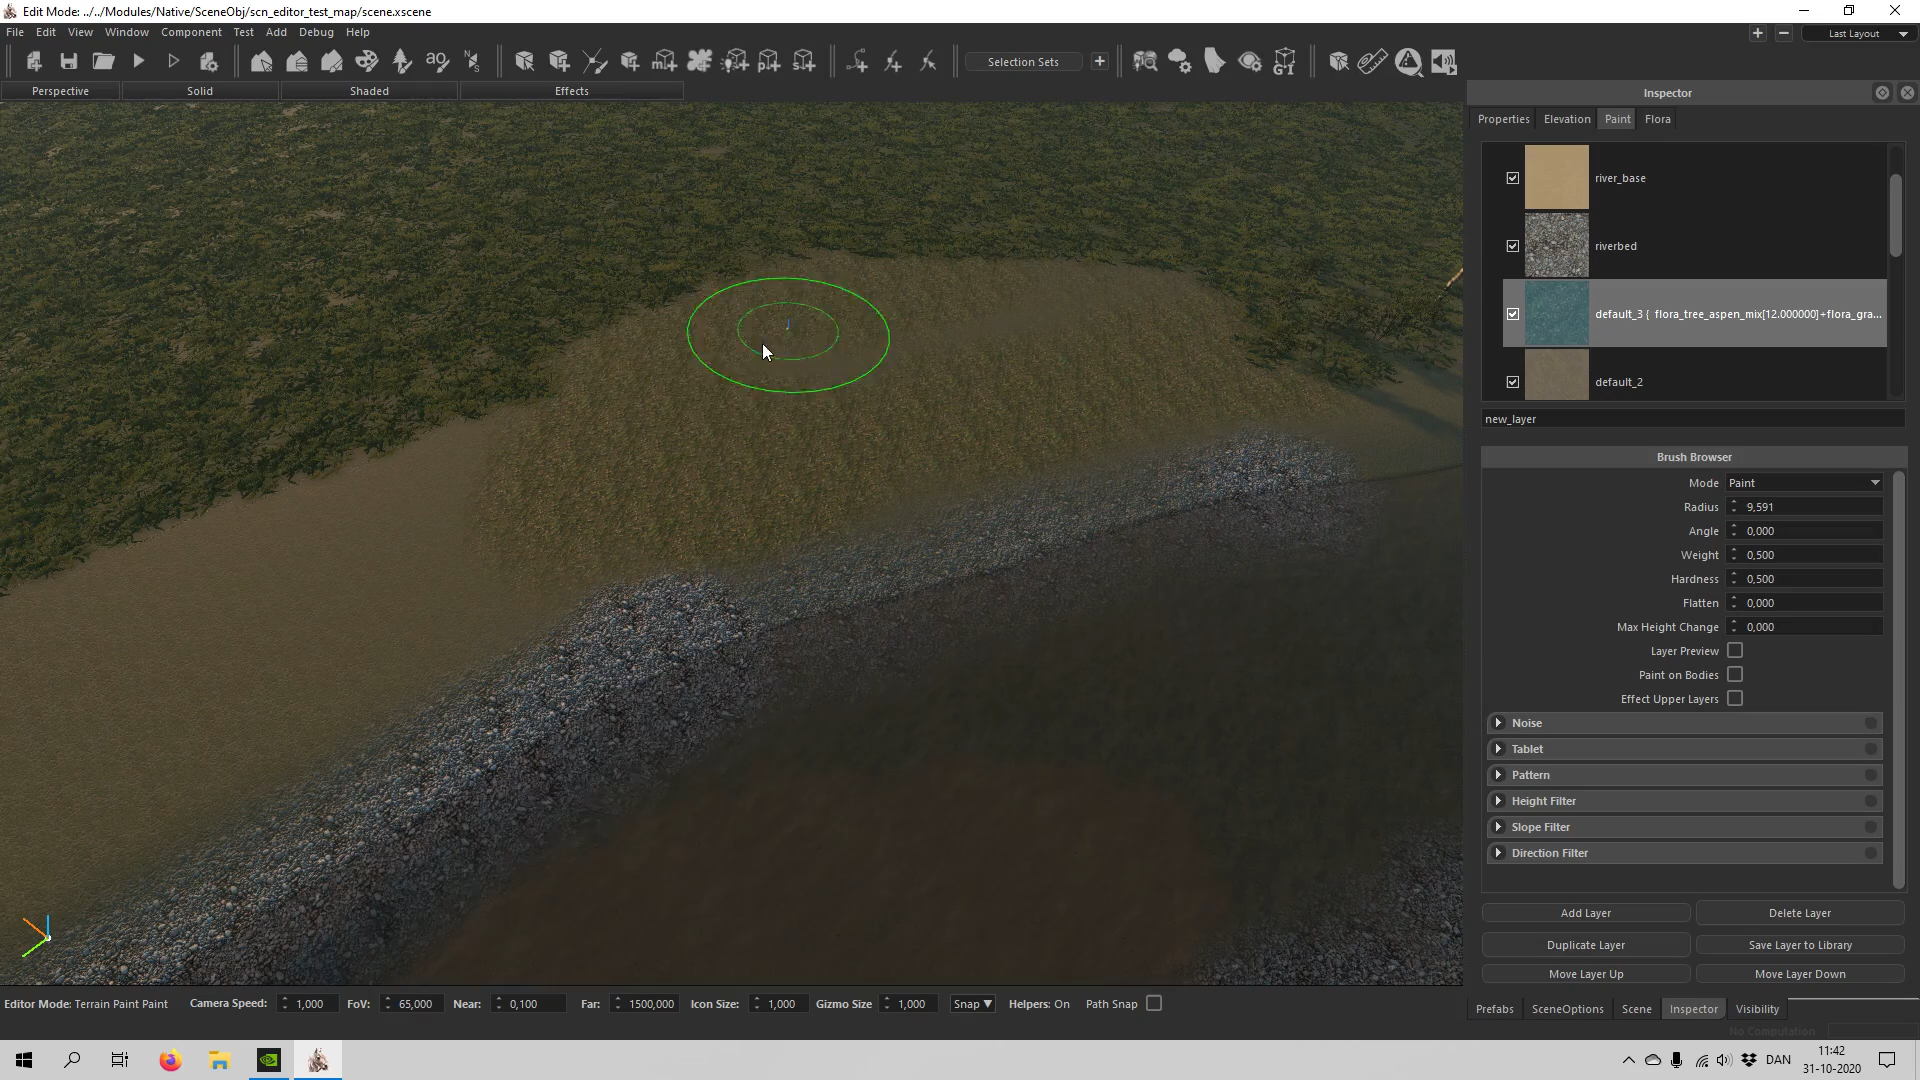 Edit Mode: ../../Modules/Native/SceneObj/scn_editor_test_map/scene.xscene
File Edit View Window Component Test Add Debug Help
Last Layout
Selection Sets
Perspective Solid Shaded Effects
Inspector
Properties Elevation Paint Flora
river_base
riverbed
default_3 { flora_tree_aspen_mix[12.000000]+flora_gra...
default_2
new_layer
Brush Browser
Mode Paint
Radius 9,591
Angle 0,000
Weight 0,500
Hardness 0,500
Flatten 0,000
Max Height Change 0,000
Layer Preview
Paint on Bodies
Effect Upper Layers
Noise
Tablet
Pattern
Height Filter
Slope Filter
Direction Filter
Add Layer Delete Layer
Duplicate Layer Save Layer to Library
Move Layer Up Move Layer Down
Editor Mode: Terrain Paint Paint Camera Speed: 1,000 FoV: 65,000 Near: 0,100 Far: 1500,000 Icon Size: 1,000 Gizmo Size 1,000 Snap Helpers: On Path Snap
Prefabs SceneOptions Scene Inspector Visibility
No Computation
DAN
11:42
31-10-2020